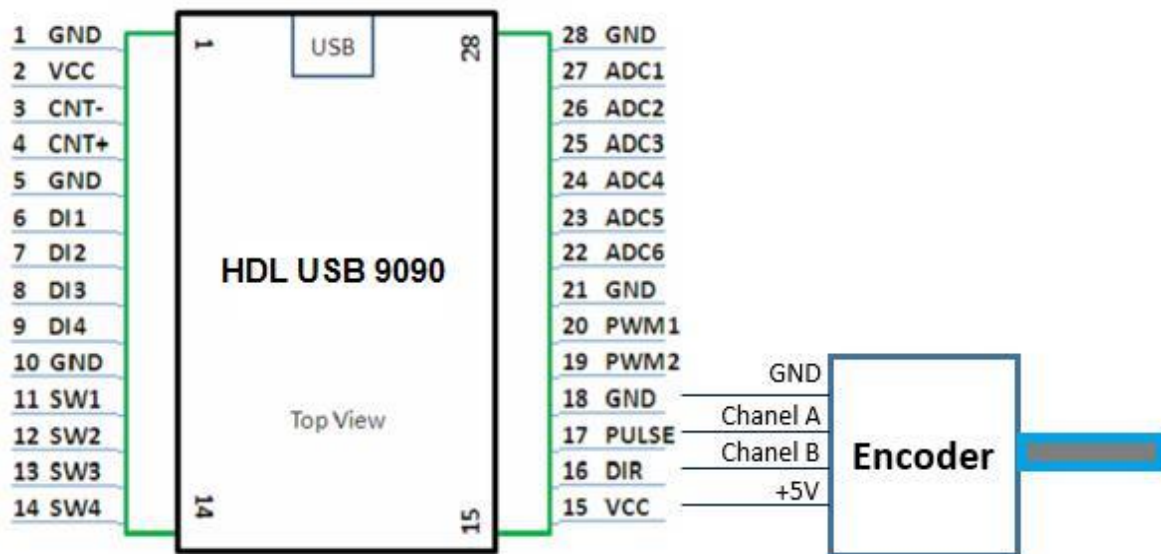 1 GND
2 VCC
3 CNT-
4 CNT+
5 GND
6 DI1
7 DI2
8 DI3
9 DI4
10 GND
11 SW1
12 SW2
13 SW3
14 SW4
1
USB
28
HDL USB 9090
Top View
14
15
28 GND
27 ADC1
26 ADC2
25 ADC3
24 ADC4
23 ADC5
22 ADC6
21 GND
20 PWM1
19 PWM2
18 GND
17 PULSE
16 DIR
15 VCC
GND
Chanel A
Chanel B
+5V
Encoder